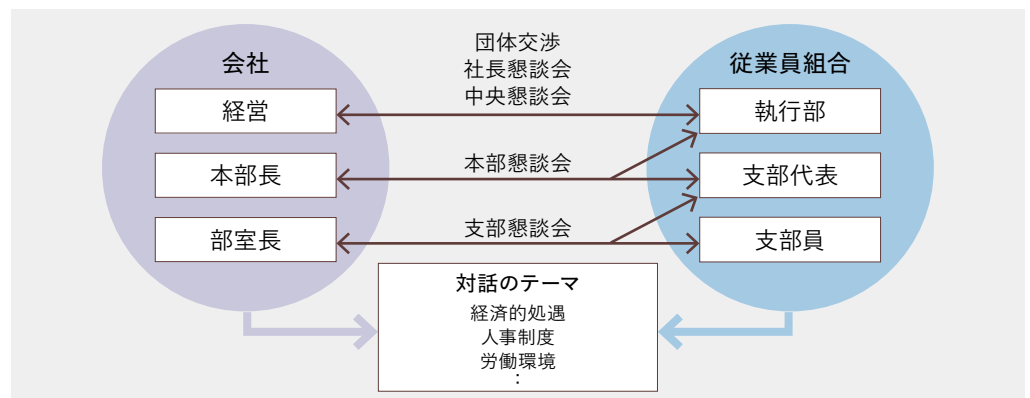 団体交渉
社長懇談会
中央懇談会
会社
従業員組合
経営
執行部
本部懇談会
本部長
支部代表
支部懇談会
部室長
支部員
対話のテーマ
経済的処遇
人事制度
労働環境
：